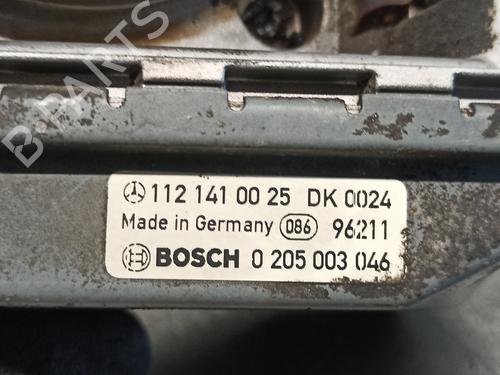 B-PARTS
112 141 00 25 DK 0024
Made in Germany 086 96211
BOSCH 0 205 003 046